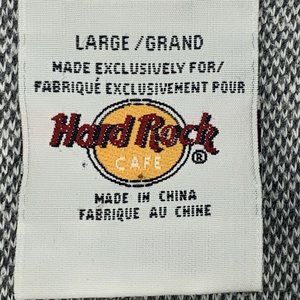 LARGE/GRAND
MADE EXCLUSIVELY FOR/
FABRIQUÉ EXCLUSIVEMENT POUR
Hard Rock
CAFE ®
MADE IN CHINA
FABRIQUE AU CHINE